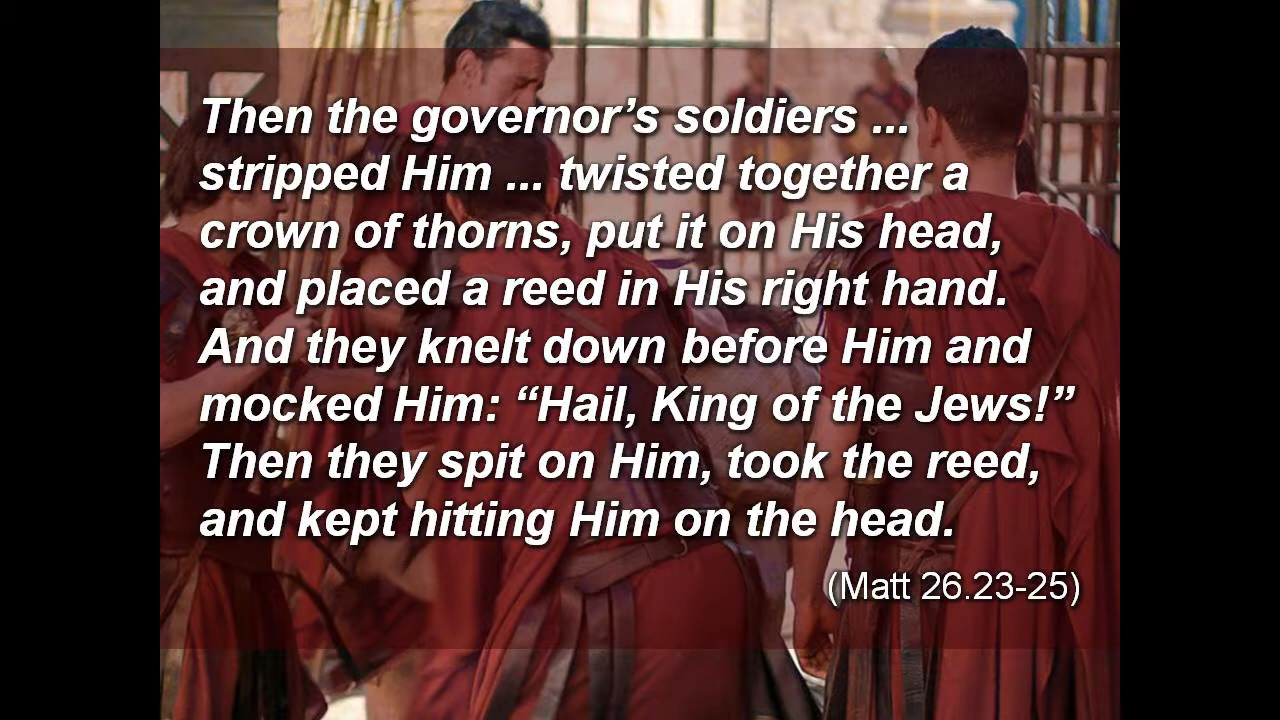 Then the governor’s soldiers ...
stripped Him ... twisted together a
crown of thorns, put it on His head,
and placed a reed in His right hand.
And they knelt down before Him and
mocked Him: “Hail, King of the Jews!”
Then they spit on Him, took the reed,
and kept hitting Him on the head.
(Matt 26.23-25)